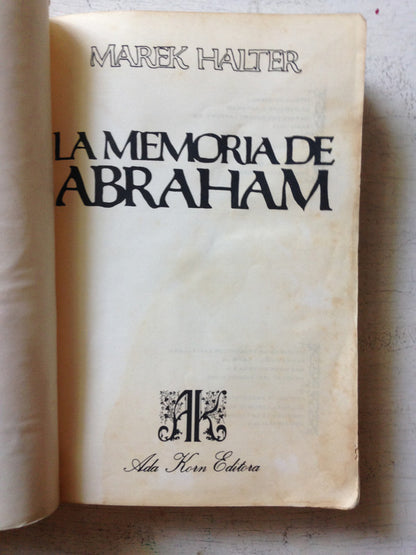 MAREK HALTER
LA MEMORIA DE
ABRAHAM
AK
Ada Korn Editora